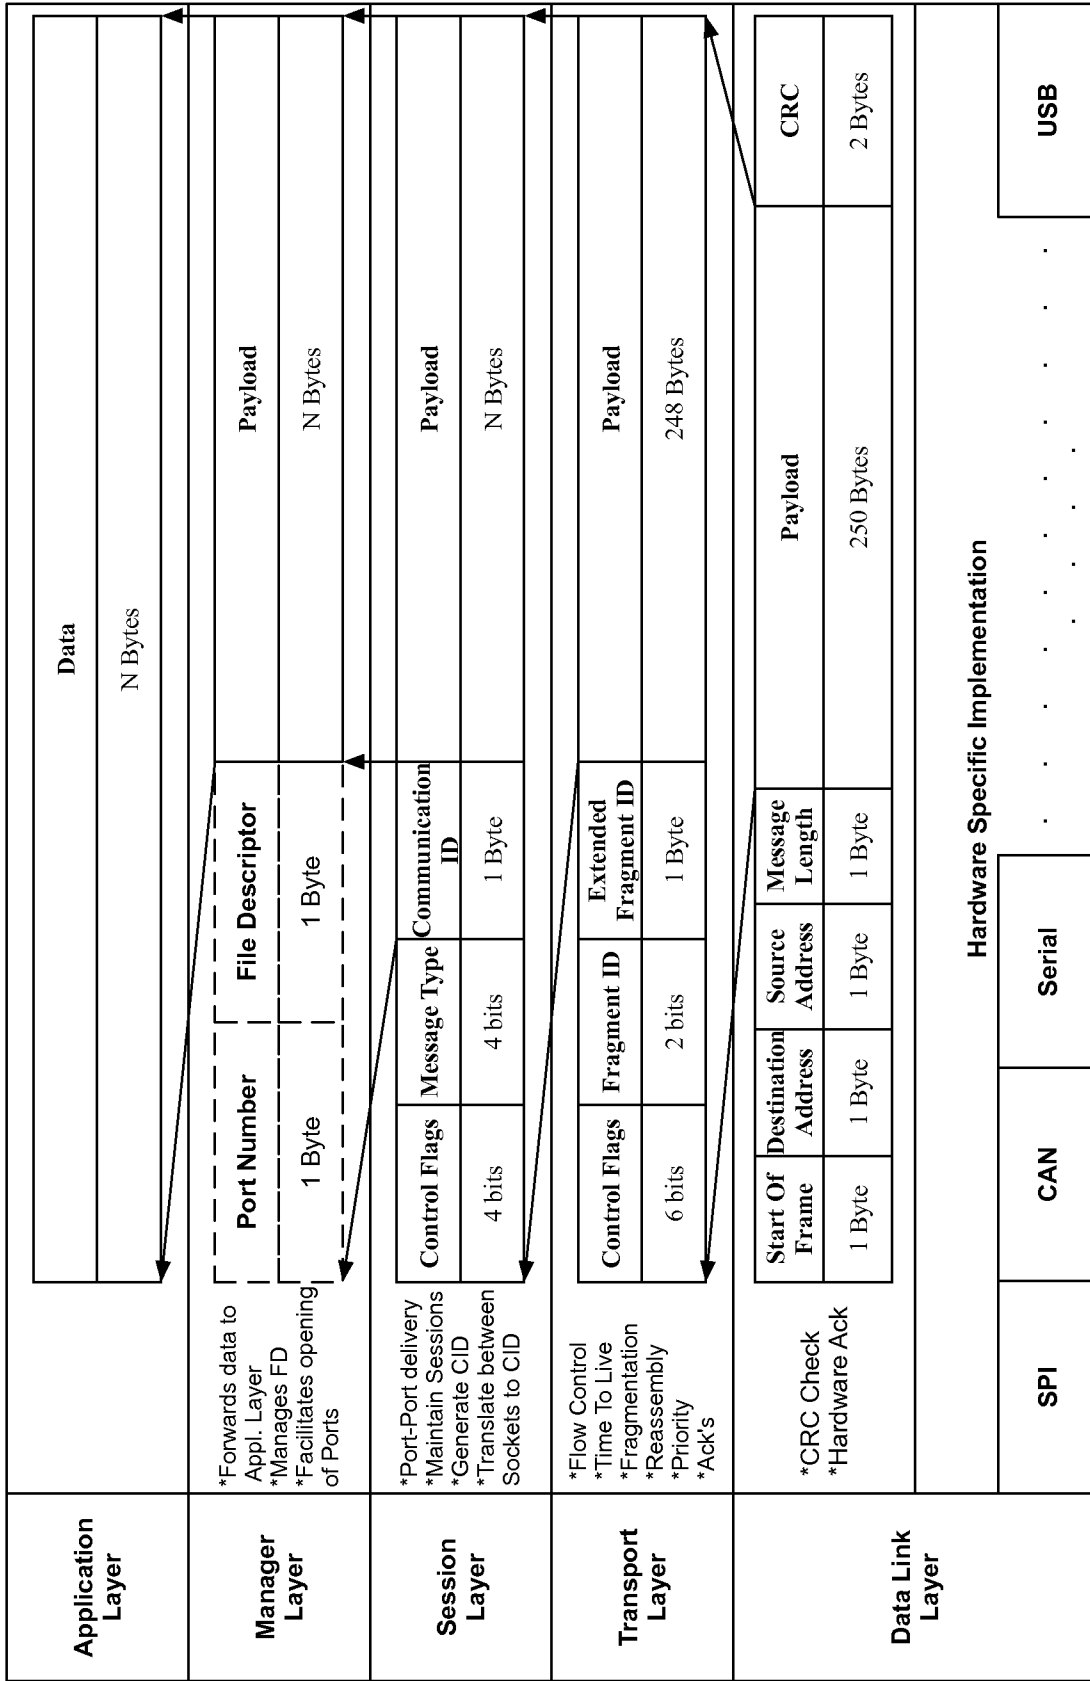 Application
Layer
Data
N Bytes
Manager
Layer
*Forwards data to
Appl. Layer
*Manages FD
*Facilitates opening
of Ports
Port Number
File Descriptor
Payload
1 Byte
1 Byte
N Bytes
Session
Layer
*Port-Port delivery
*Maintain Sessions
*Generate CID
*Translate between
Sockets to CID
Control Flags
Message Type
Communication
ID
Payload
4 bits
4 bits
1 Byte
N Bytes
Transport
Layer
*Flow Control
*Time To Live
*Fragmentation
*Reassembly
*Priority
*Ack's
Control Flags
Fragment ID
Extended
Fragment ID
Payload
6 bits
2 bits
1 Byte
248 Bytes
Data Link
Layer
*CRC Check
*Hardware Ack
Start Of
Frame
Destination
Address
Source
Address
Message
Length
Payload
CRC
1 Byte
1 Byte
1 Byte
1 Byte
250 Bytes
2 Bytes
Hardware Specific Implementation
SPI
CAN
Serial
USB